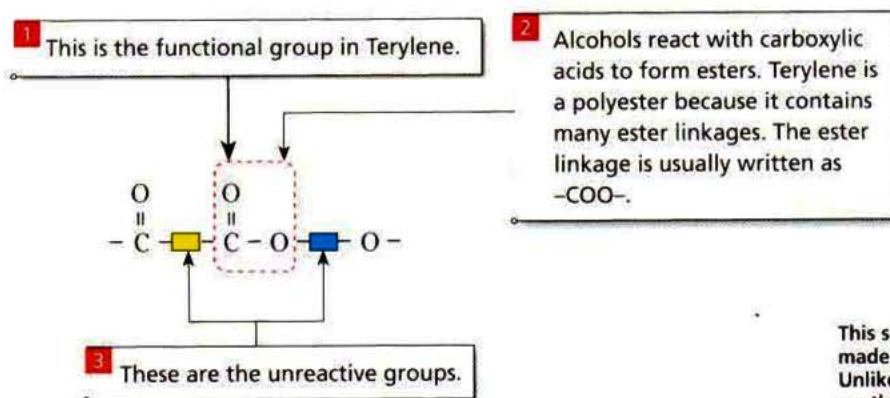 1 This is the functional group in Terylene.
2 Alcohols react with carboxylic
acids to form esters. Terylene is
a polyester because it contains
many ester linkages. The ester
linkage is usually written as
–COO–.
O O
|| ||
– C – – C – O – – O –
3 These are the unreactive groups.
This s
made
Unlike